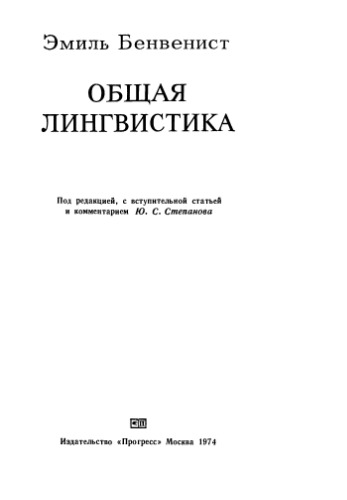 Эмиль Бенвенист
ОБЩАЯ
ЛИНГВИСТИКА
Под редакцией, с вступительной статьей
и комментарием Ю. С. Степанова
Издательство «Прогресс» Москва 1974